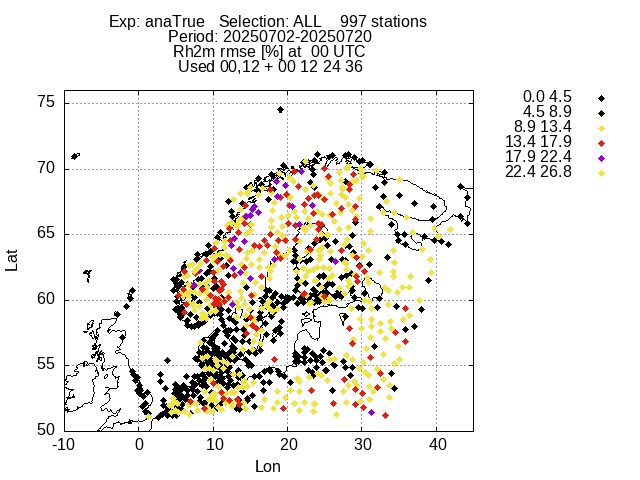 Exp: anaTrue   Selection: ALL    997 stations
Period: 20250702-20250720
Rh2m rmse [%] at  00 UTC
Used 00,12 + 00 12 24 36
0.0 4.5
4.5 8.9
8.9 13.4
13.4 17.9
17.9 22.4
22.4 26.8
75
70
65
60
55
50
Lat
-10 0 10 20 30 40
Lon